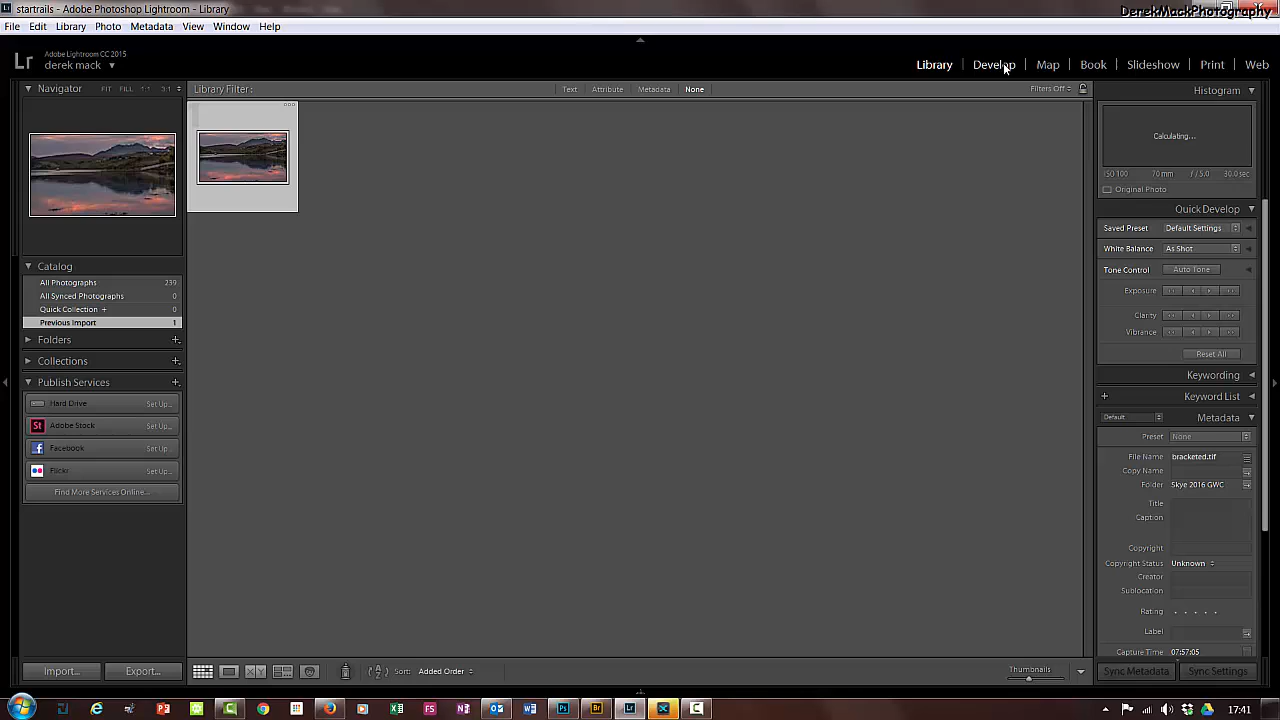 startrails - Adobe Photoshop Lightroom - Library
DerekMackPhotography
File Edit Library Photo Metadata View Window Help
Lr
Adobe Lightroom CC 2015
derek mack
Library Develop Map Book Slideshow Print Web
Navigator FIT FILL 1:1 3:1
Library Filter: Text Attribute Metadata None Filters Off
Histogram
Calculating...
ISO 100 70 mm f / 5.0 30.0 sec
Original Photo
Quick Develop
Saved Preset Default Settings
White Balance As Shot
Tone Control Auto Tone
Exposure
Clarity
Vibrance
Reset All
Keywording
Keyword List
Metadata
Default
Preset None
File Name bracketed.tif
Copy Name
Folder Skye 2016 GWC
Title
Caption
Copyright
Copyright Status Unknown
Creator
Sublocation
Rating
Label
Capture Time 07:57:05
Sync Metadata Sync Settings
Catalog
All Photographs 239
All Synced Photographs 0
Quick Collection + 0
Previous Import 1
Folders
Collections
Publish Services
Hard Drive Set Up...
St Adobe Stock Set Up...
Facebook Set Up...
Flickr Set Up...
Find More Services Online...
Import... Export...
Sort: Added Order
Thumbnails
17:41